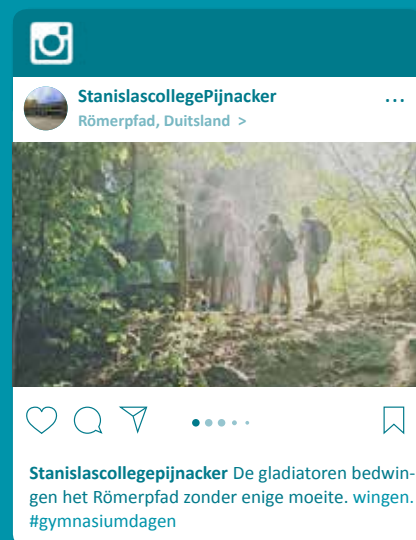 StanislascollegePijnacker
Römerpfad, Duitsland >
Stanislascollegepijnacker De gladiatoren bedwin-
gen het Römerpfad zonder enige moeite. wingen.
#gymnasiumdagen